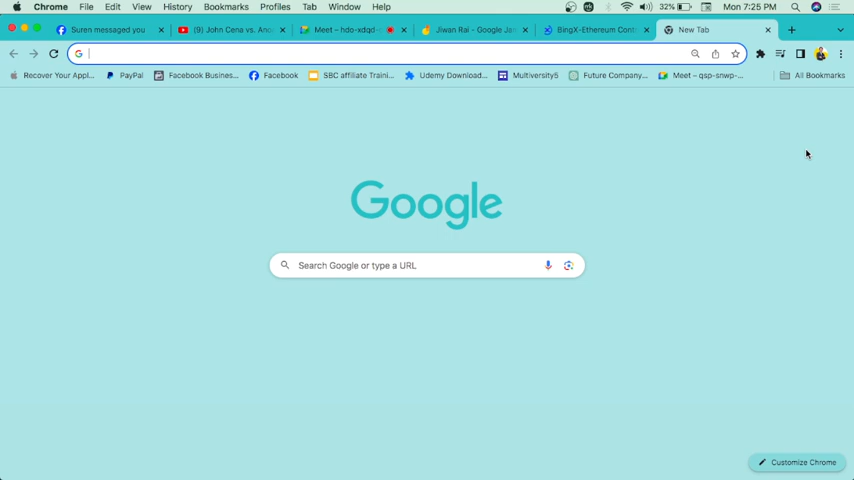 Chrome File Edit View History Bookmarks Profiles Tab Window Help 32% Mon 7:25 PM
Suren messaged you (9) John Cena vs. And Meet – hdo-xdqd- Jiwan Rai - Google Ja BingX-Ethereum Cont New Tab
Recover Your Appl... PayPal Facebook Busines... Facebook SBC affiliate Traini... Udemy Download... Multiversity5 Future Company... Meet – qsp-snwp-... All Bookmarks
Google
Search Google or type a URL
Customize Chrome